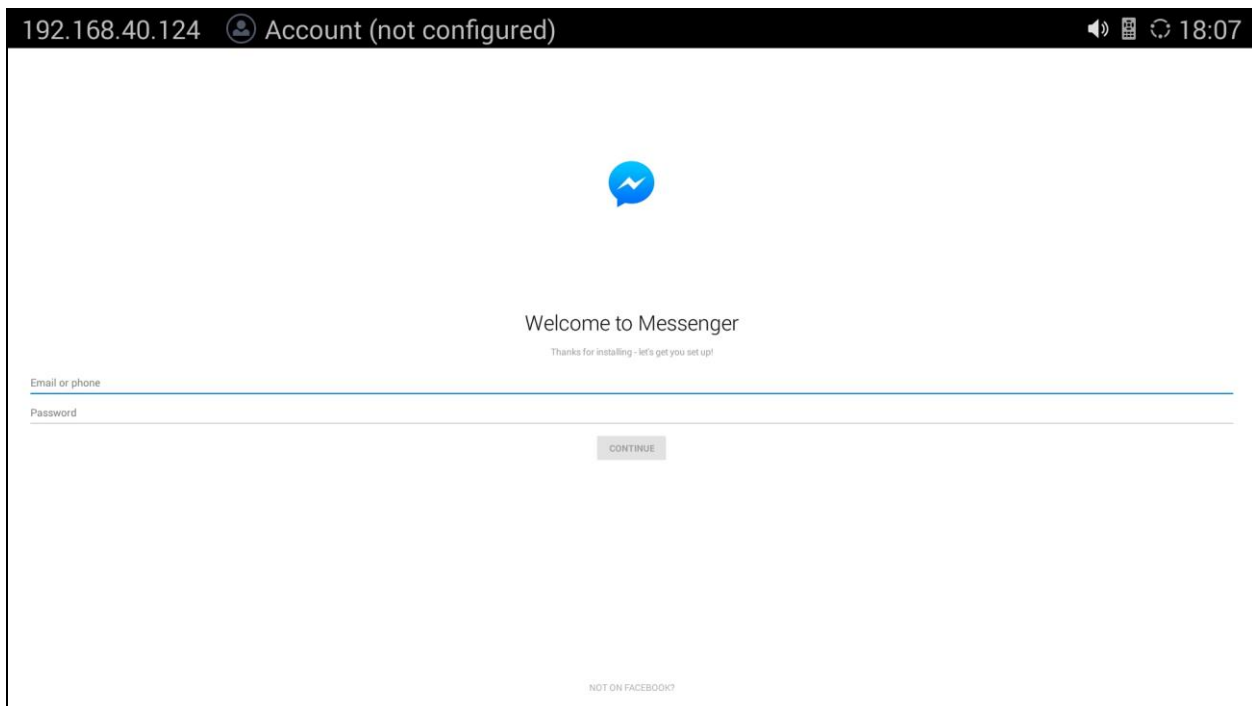 192.168.40.124 Account (not configured) 18:07
Welcome to Messenger
Thanks for installing - let's get you set up!
Email or phone
Password
CONTINUE
NOT ON FACEBOOK?